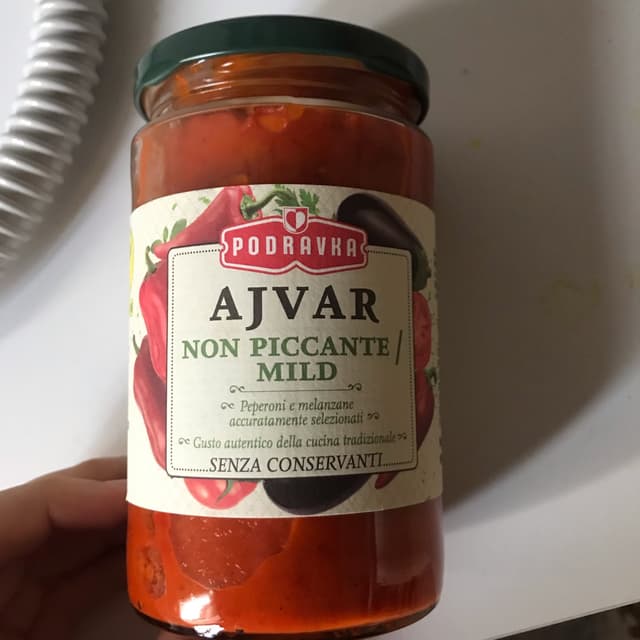 PODRAVKA
AJVAR
NON PICCANTE /
MILD
Peperoni e melanzane
accuratamente selezionati
Gusto autentico della cucina tradizionale
SENZA CONSERVANTI